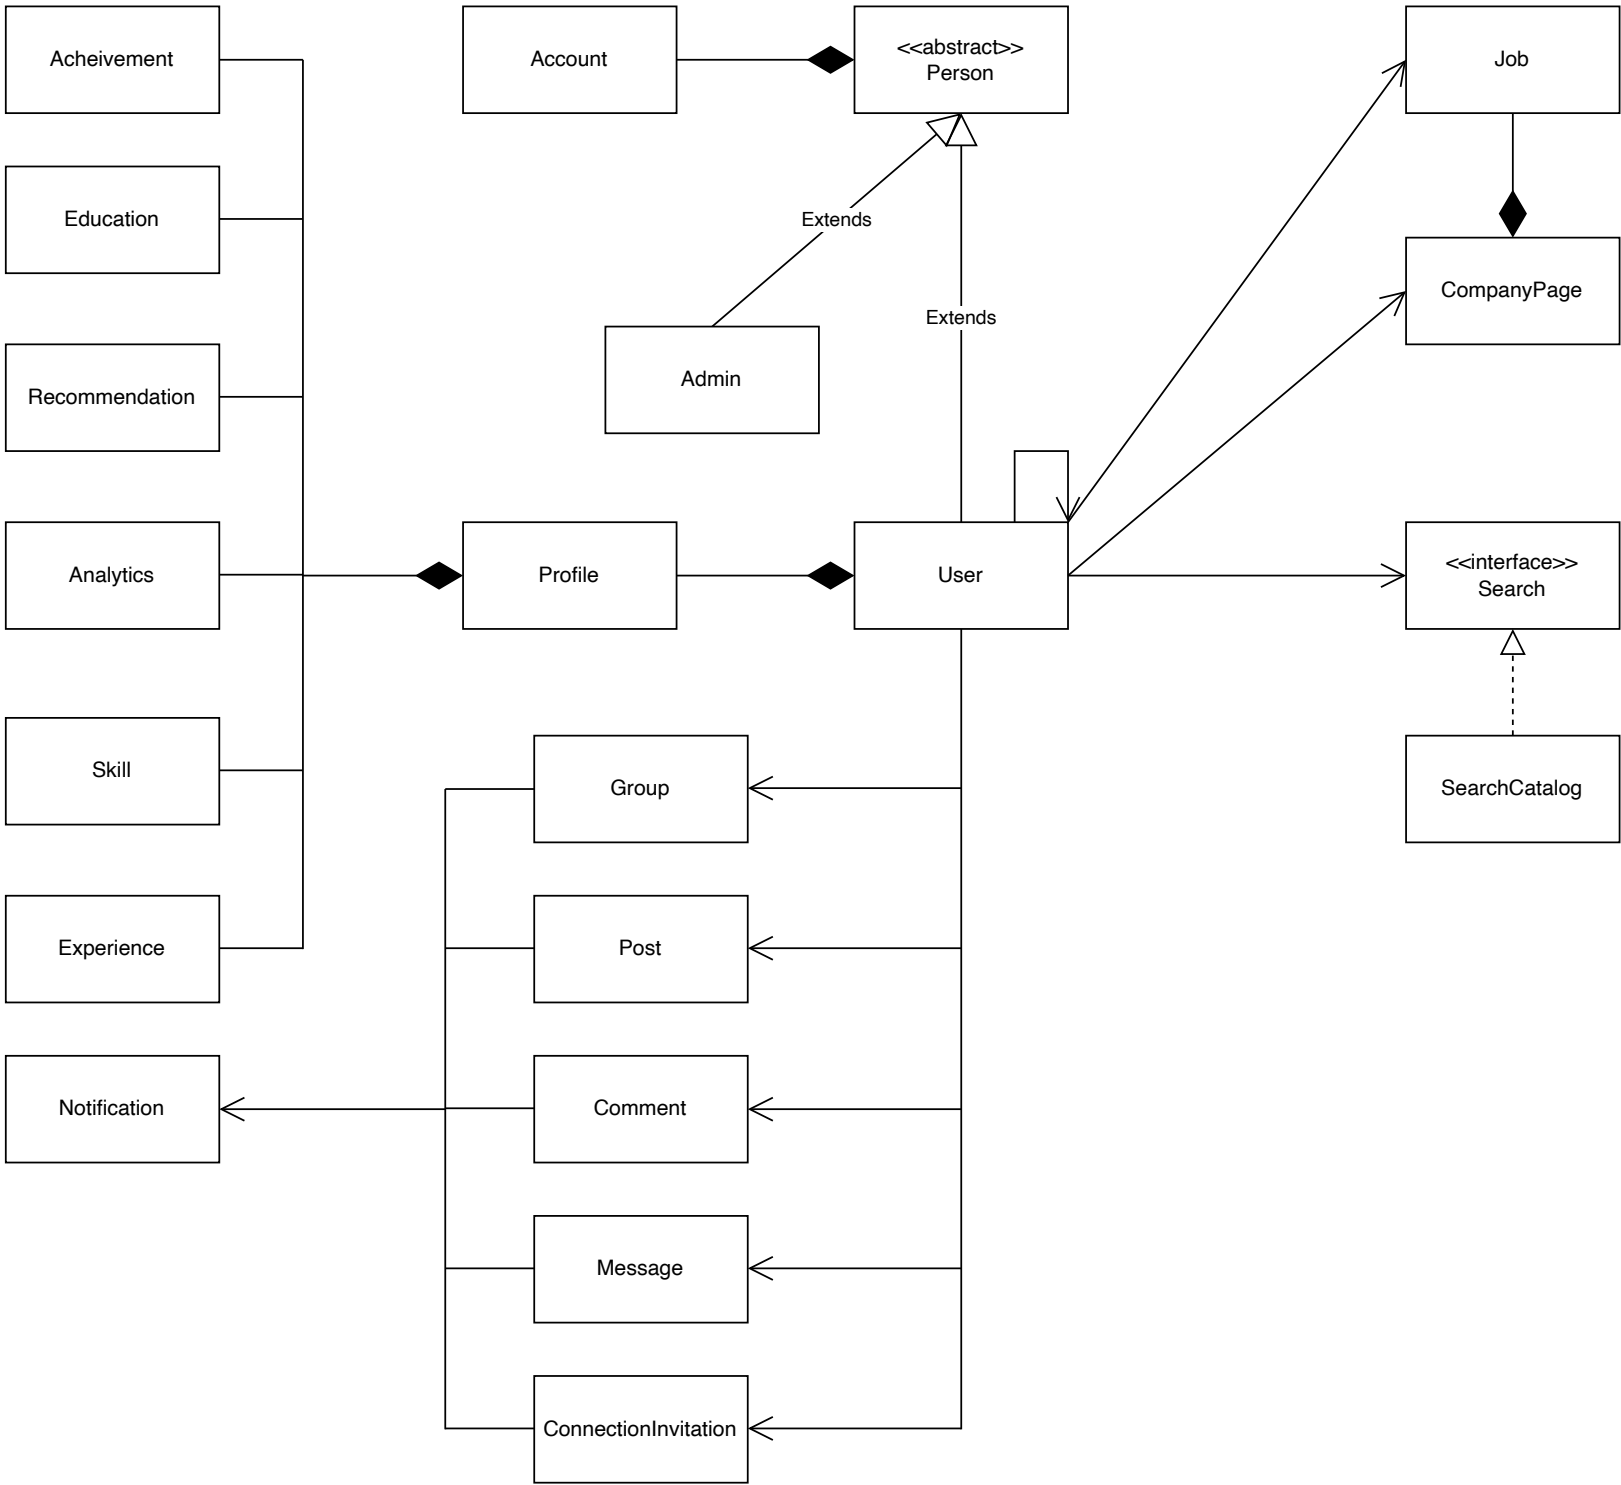 Acheivement
Account
<<abstract>>
Person
Job
Education
Extends
CompanyPage
Extends
Admin
Recommendation
Analytics
Profile
User
<<interface>>
Search
Skill
Group
SearchCatalog
Experience
Post
Notification
Comment
Message
ConnectionInvitation